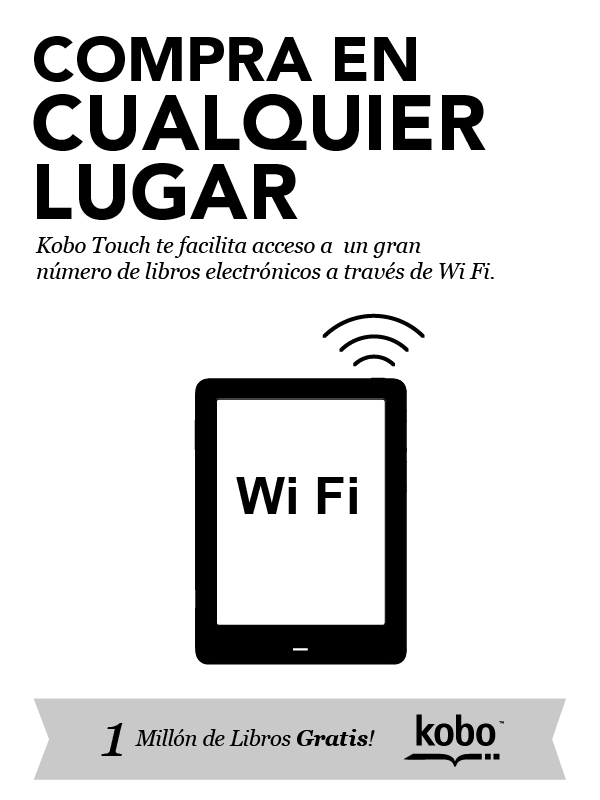 COMPRA EN
CUALQUIER
LUGAR
Kobo Touch te facilita acceso a  un gran
número de libros electrónicos a través de Wi Fi.
Wi Fi
1 Millón de Libros Gratis!
kobo™